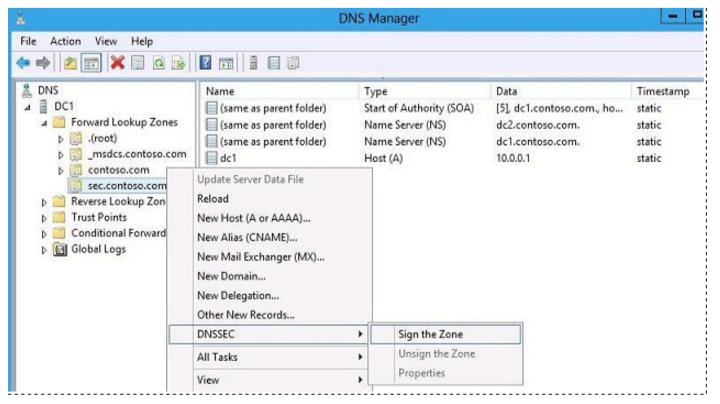 DNS Manager
File Action View Help
DNS
DC1
Forward Lookup Zones
.(root)
_msdcs.contoso.com
contoso.com
sec.contoso.com
Reverse Lookup Zon
Trust Points
Conditional Forward
Global Logs
Name Type Data Timestamp
(same as parent folder) Start of Authority (SOA) [5], dc1.contoso.com., ho... static
(same as parent folder) Name Server (NS) dc2.contoso.com. static
(same as parent folder) Name Server (NS) dc1.contoso.com. static
dc1 Host (A) 10.0.0.1 static
Update Server Data File
Reload
New Host (A or AAAA)...
New Alias (CNAME)...
New Mail Exchanger (MX)...
New Domain...
New Delegation...
Other New Records...
DNSSEC
All Tasks
View
Sign the Zone
Unsign the Zone
Properties